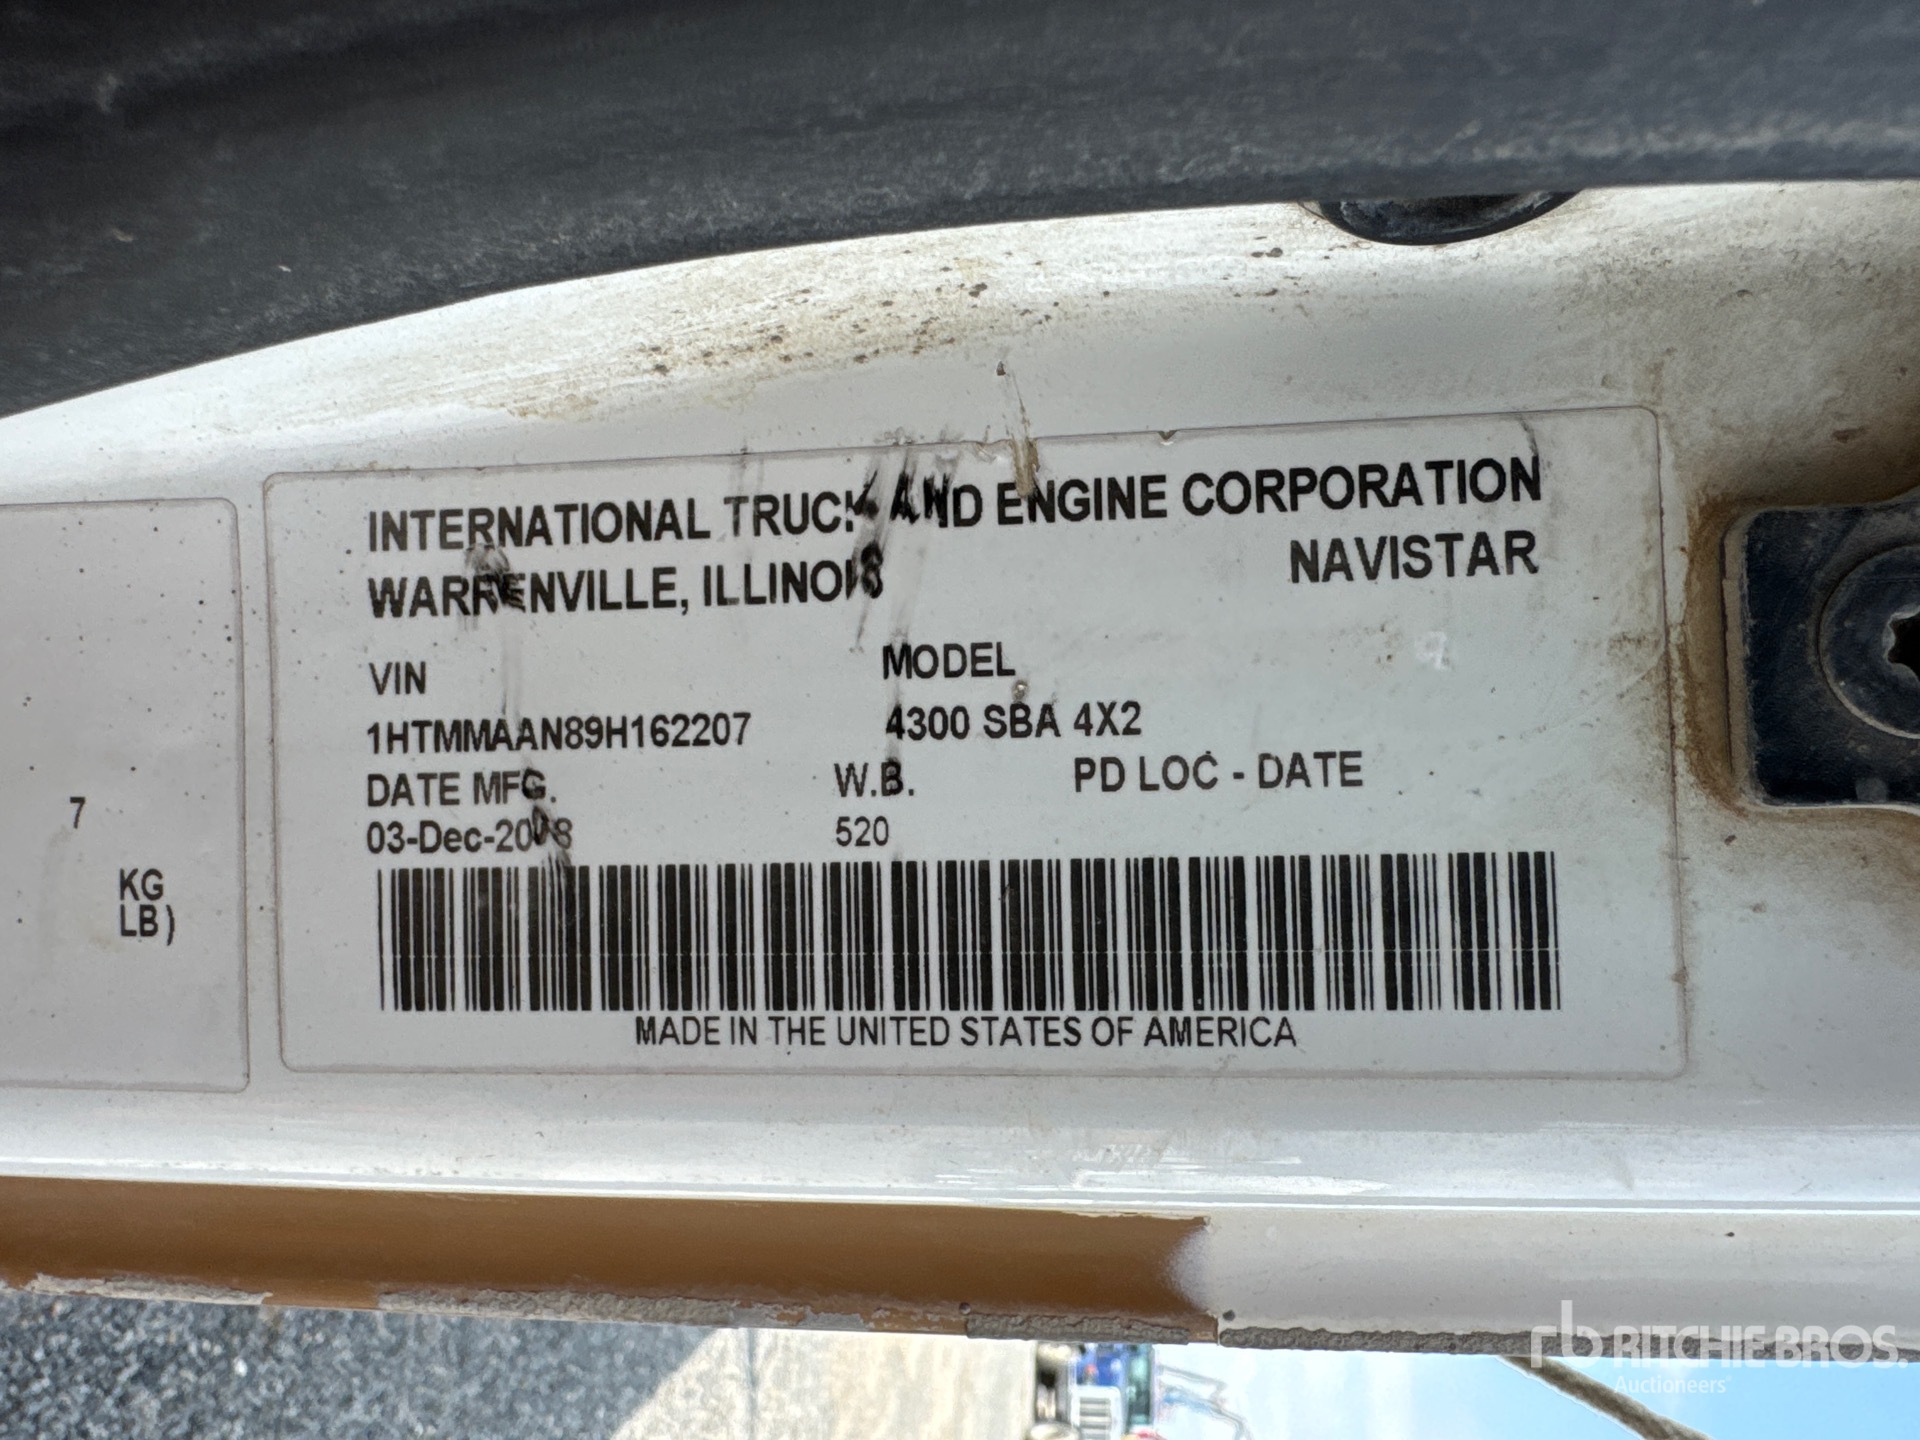 INTERNATIONAL TRUCK AND ENGINE CORPORATION
WARRENVILLE, ILLINOIS NAVISTAR
VIN MODEL
1HTMMAAN89H162207 4300 SBA 4X2
DATE MFG. W.B. PD LOC - DATE
03-Dec-2008 520
MADE IN THE UNITED STATES OF AMERICA
7
KG
LB)
rb RITCHIE BROS.
Auctioneers